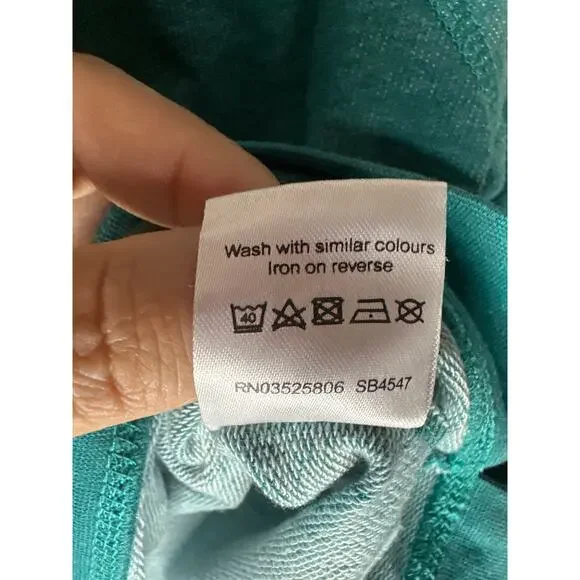 Wash with similar colours
Iron on reverse
40
RN03525806 SB4547